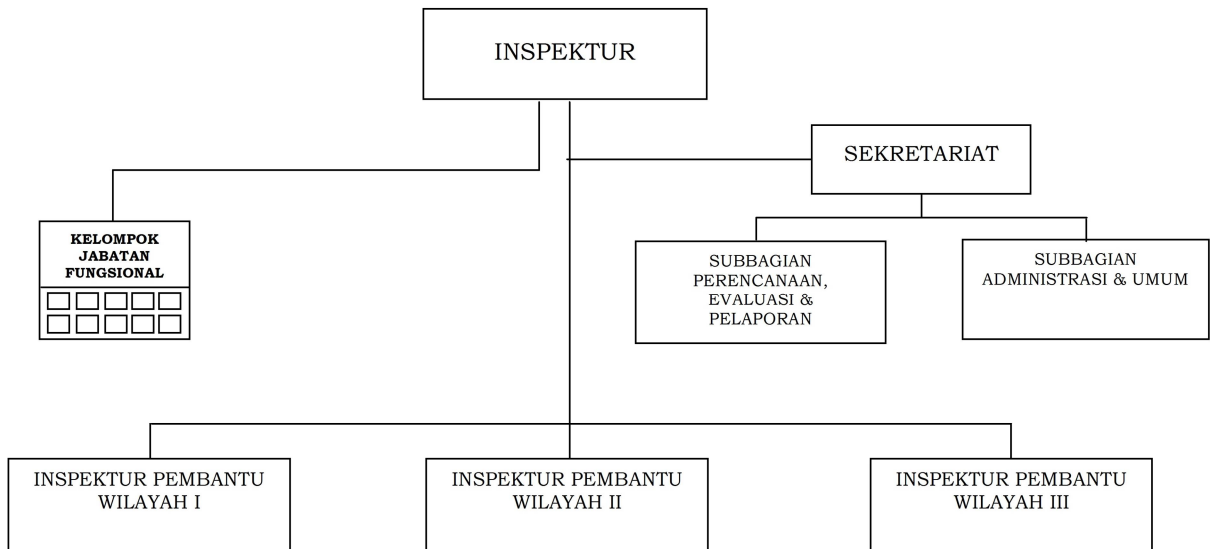 INSPEKTUR
SEKRETARIAT
KELOMPOK
JABATAN
FUNGSIONAL
SUBBAGIAN
PERENCANAAN,
EVALUASI &
PELAPORAN
SUBBAGIAN
ADMINISTRASI & UMUM
INSPEKTUR PEMBANTU
WILAYAH I
INSPEKTUR PEMBANTU
WILAYAH II
INSPEKTUR PEMBANTU
WILAYAH III